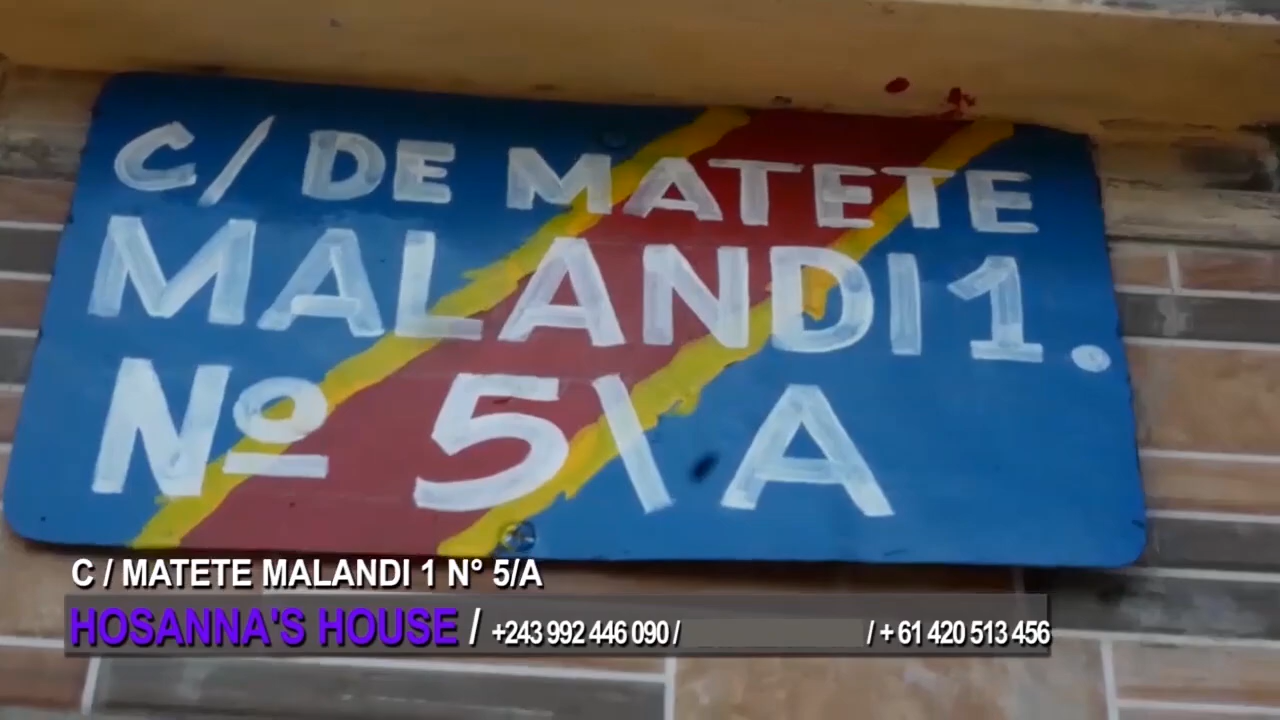 C/ DE MATETE
MALANDI 1.
Nº 5\A
C / MATETE MALANDI 1 N° 5/A
HOSANNA'S HOUSE / +243 992 446 090 / / + 61 420 513 456